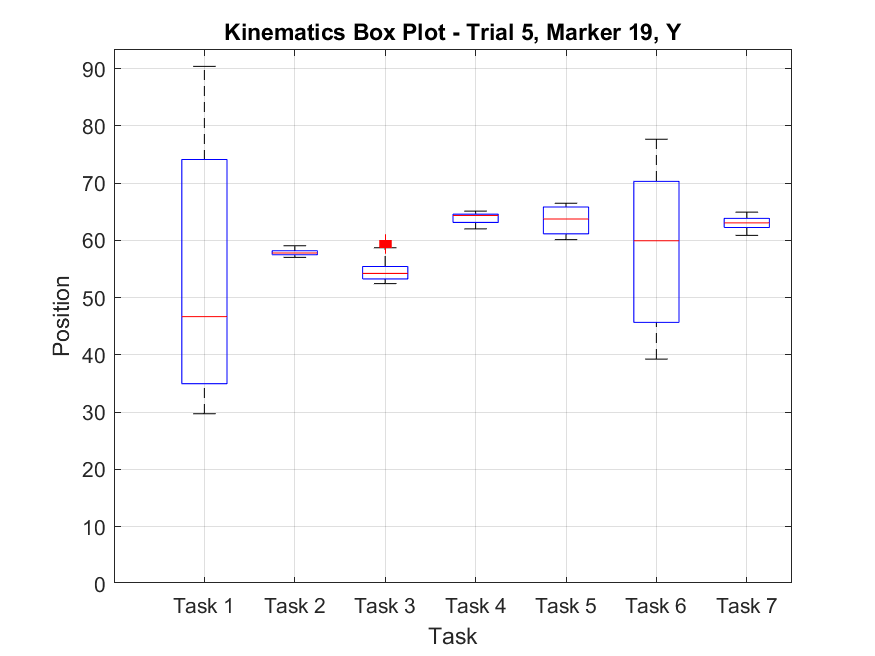 Kinematics Box Plot - Trial 5, Marker 19, Y
90
80
70
60
50
40
30
20
10
0
Position
Task 1 Task 2 Task 3 Task 4 Task 5 Task 6 Task 7
Task